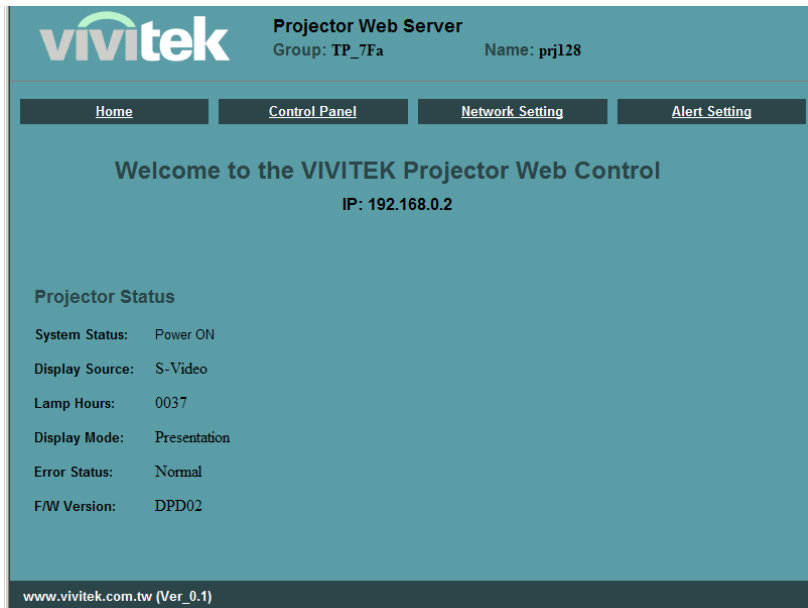 vivitek
Projector Web Server
Group: TP_7Fa Name: prj128
Home Control Panel Network Setting Alert Setting
Welcome to the VIVITEK Projector Web Control
IP: 192.168.0.2
Projector Status
System Status: Power ON
Display Source: S-Video
Lamp Hours: 0037
Display Mode: Presentation
Error Status: Normal
F/W Version: DPD02
www.vivitek.com.tw (Ver_0.1)